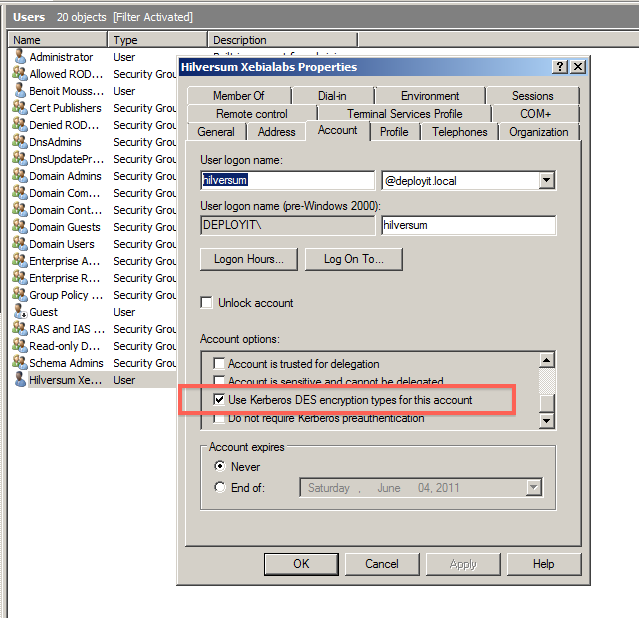 Users 20 objects [Filter Activated]
Name Type Description
Administrator User
Allowed ROD... Security Grou
Benoit Mouss... User
Cert Publishers Security Grou
Denied ROD... Security Grou
DnsAdmins Security Grou
DnsUpdatePr... Security Grou
Domain Admins Security Grou
Domain Com... Security Grou
Domain Cont... Security Grou
Domain Guests Security Grou
Domain Users Security Grou
Enterprise A... Security Grou
Enterprise R... Security Grou
Group Policy ... Security Grou
Guest User
RAS and IAS ... Security Grou
Read-only D... Security Grou
Schema Admins Security Grou
Hilversum Xe... User
Hilversum Xebialabs Properties
Member Of Dial-in Environment Sessions
Remote control Terminal Services Profile COM+
General Address Account Profile Telephones Organization
User logon name:
hilversum @deployit.local
User logon name (pre-Windows 2000):
DEPLOYIT\ hilversum
Logon Hours... Log On To...
Unlock account
Account options:
Account is trusted for delegation
Account is sensitive and cannot be delegated
Use Kerberos DES encryption types for this account
Do not require Kerberos preauthentication
Account expires
Never
End of: Saturday , June 04, 2011
OK Cancel Apply Help